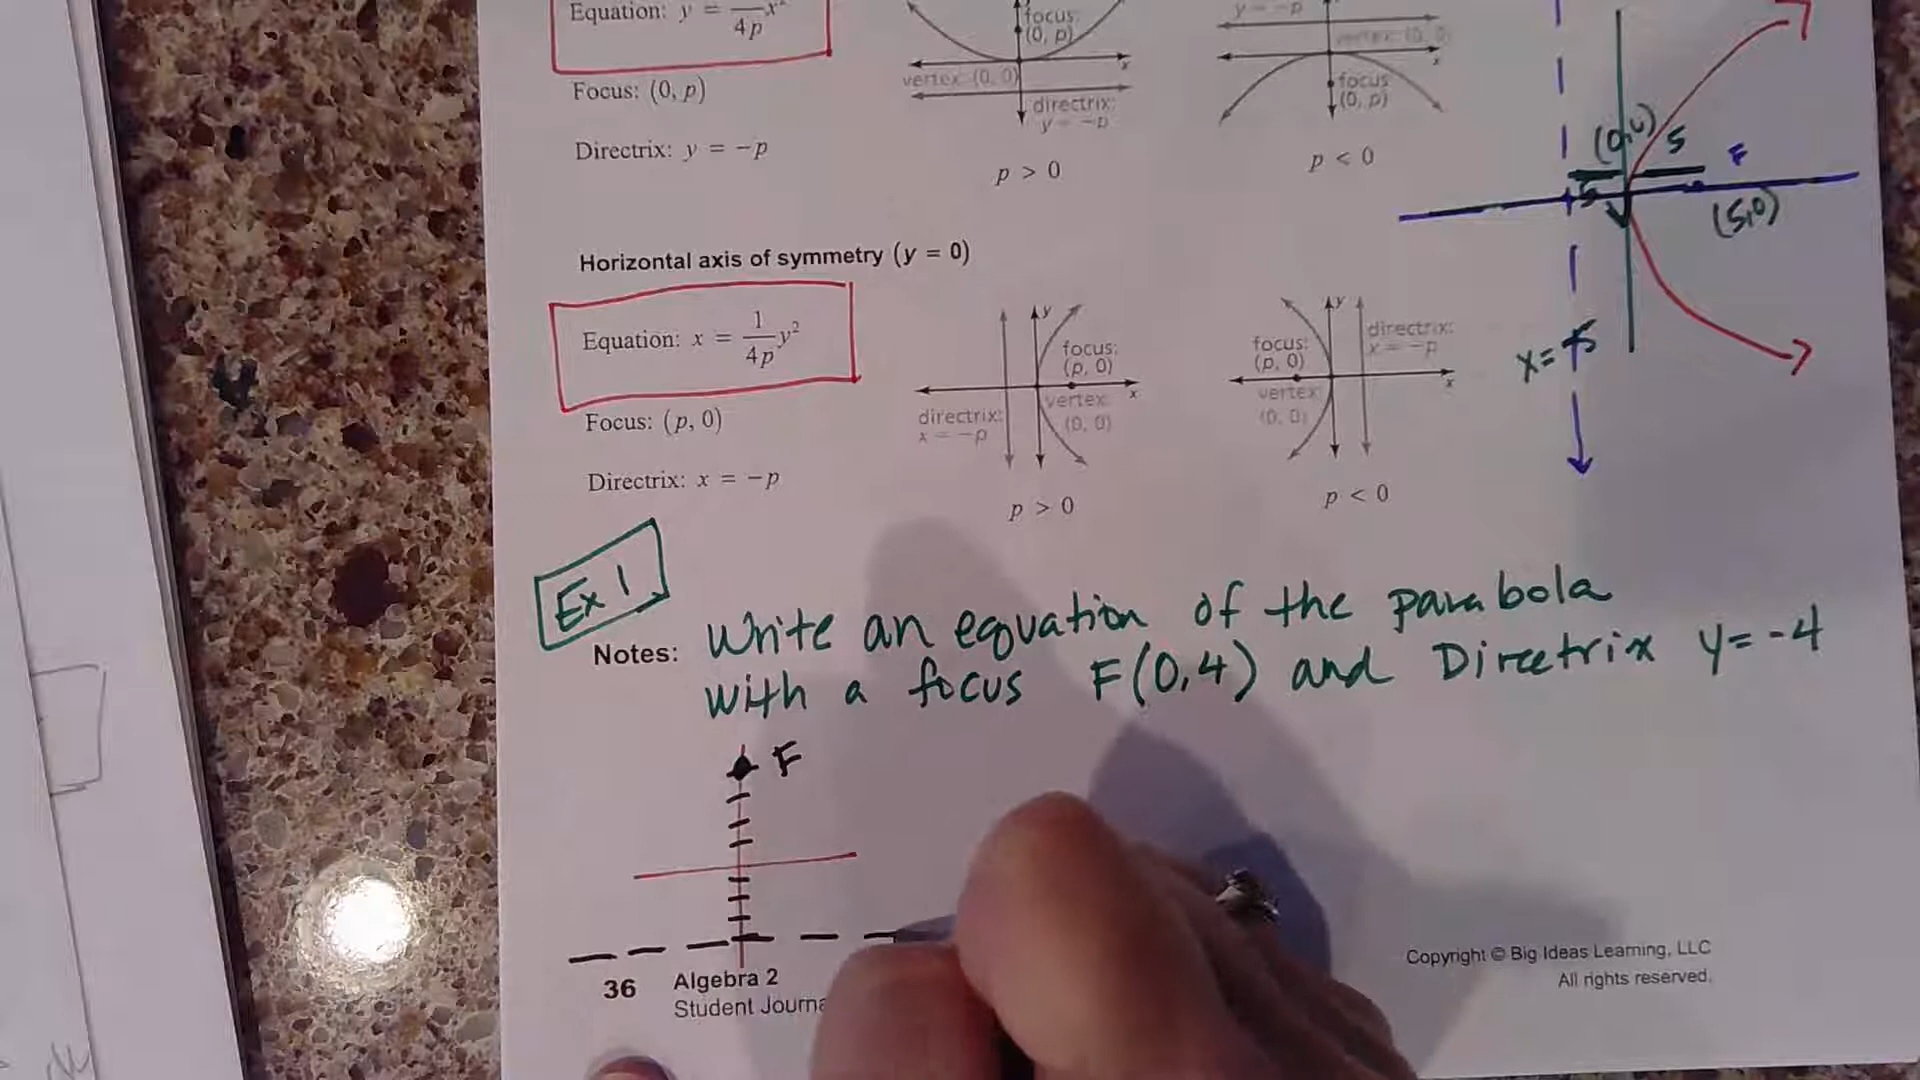 Equation: y = 1/4p x²
focus:
(0, p)
y = -p
vertex: (0, 0)
Focus: (0, p)
vertex: (0, 0)
x
directrix:
y = -p
x
focus
(0, p)
Directrix: y = -p
p > 0
p < 0
5
F
5
(5,0)
Horizontal axis of symmetry (y = 0)
Equation: x = 1/4p y²
y
focus:
(p, 0)
vertex:
(0, 0)
x
directrix:
x = -p
y
focus:
(p, 0)
vertex:
(0, 0)
directrix:
x = -p
x
x = -5
Focus: (p, 0)
Directrix: x = -p
p > 0
p < 0
Ex 1
Notes: Write an equation of the parabola
with a focus F(0,4) and Directrix y = -4
F
36 Algebra 2
Student
Copyright © Big Ideas Learning, LLC
All rights reserved.